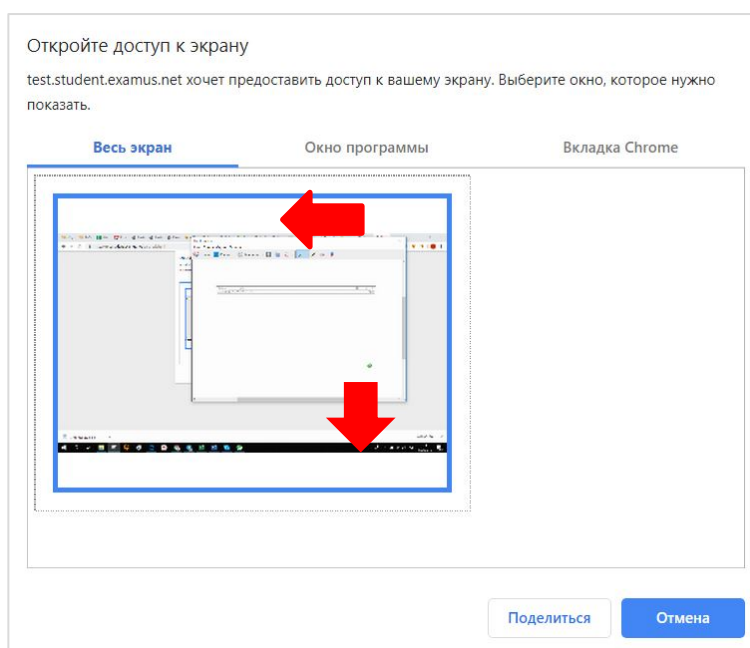 Откройте доступ к экрану
test.student.examus.net хочет предоставить доступ к вашему экрану. Выберите окно, которое нужно
показать.
Весь экран
Окно программы
Вкладка Chrome
Поделиться
Отмена